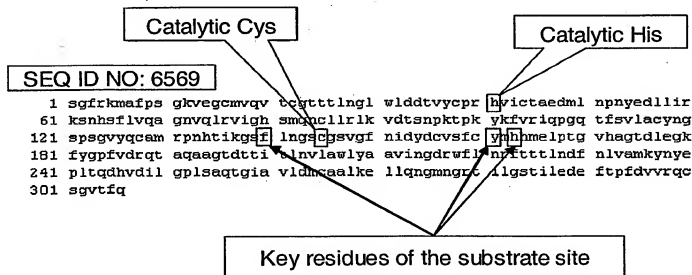 Catalytic Cys
Catalytic His
SEQ ID NO: 6569
1 sgfrkmafps gkvegcmvqv tcgtttlngl wlddtvycpr hvictaedml npnyedllir
61 ksnhsflvqa gnvqlrvigh smqncllrlk vdtsnpktpk ykfvriqpgq tfsvlacyng
121 spsgvyqcam rpnhtikgsf lngscgsvgf nidydcvsfc ymhhmelptg vhagtdlegk
181 fygpfvdrqt aqaagtdtti tlnvlawlya avingdrwfl nrftttlndf nlvamkynye
241 pltqdhvdil gplsaqtgia vldmcaalke llqngmngrt ilgstilede ftpfdvvrqc
301 sgvtfq
Key residues of the substrate site